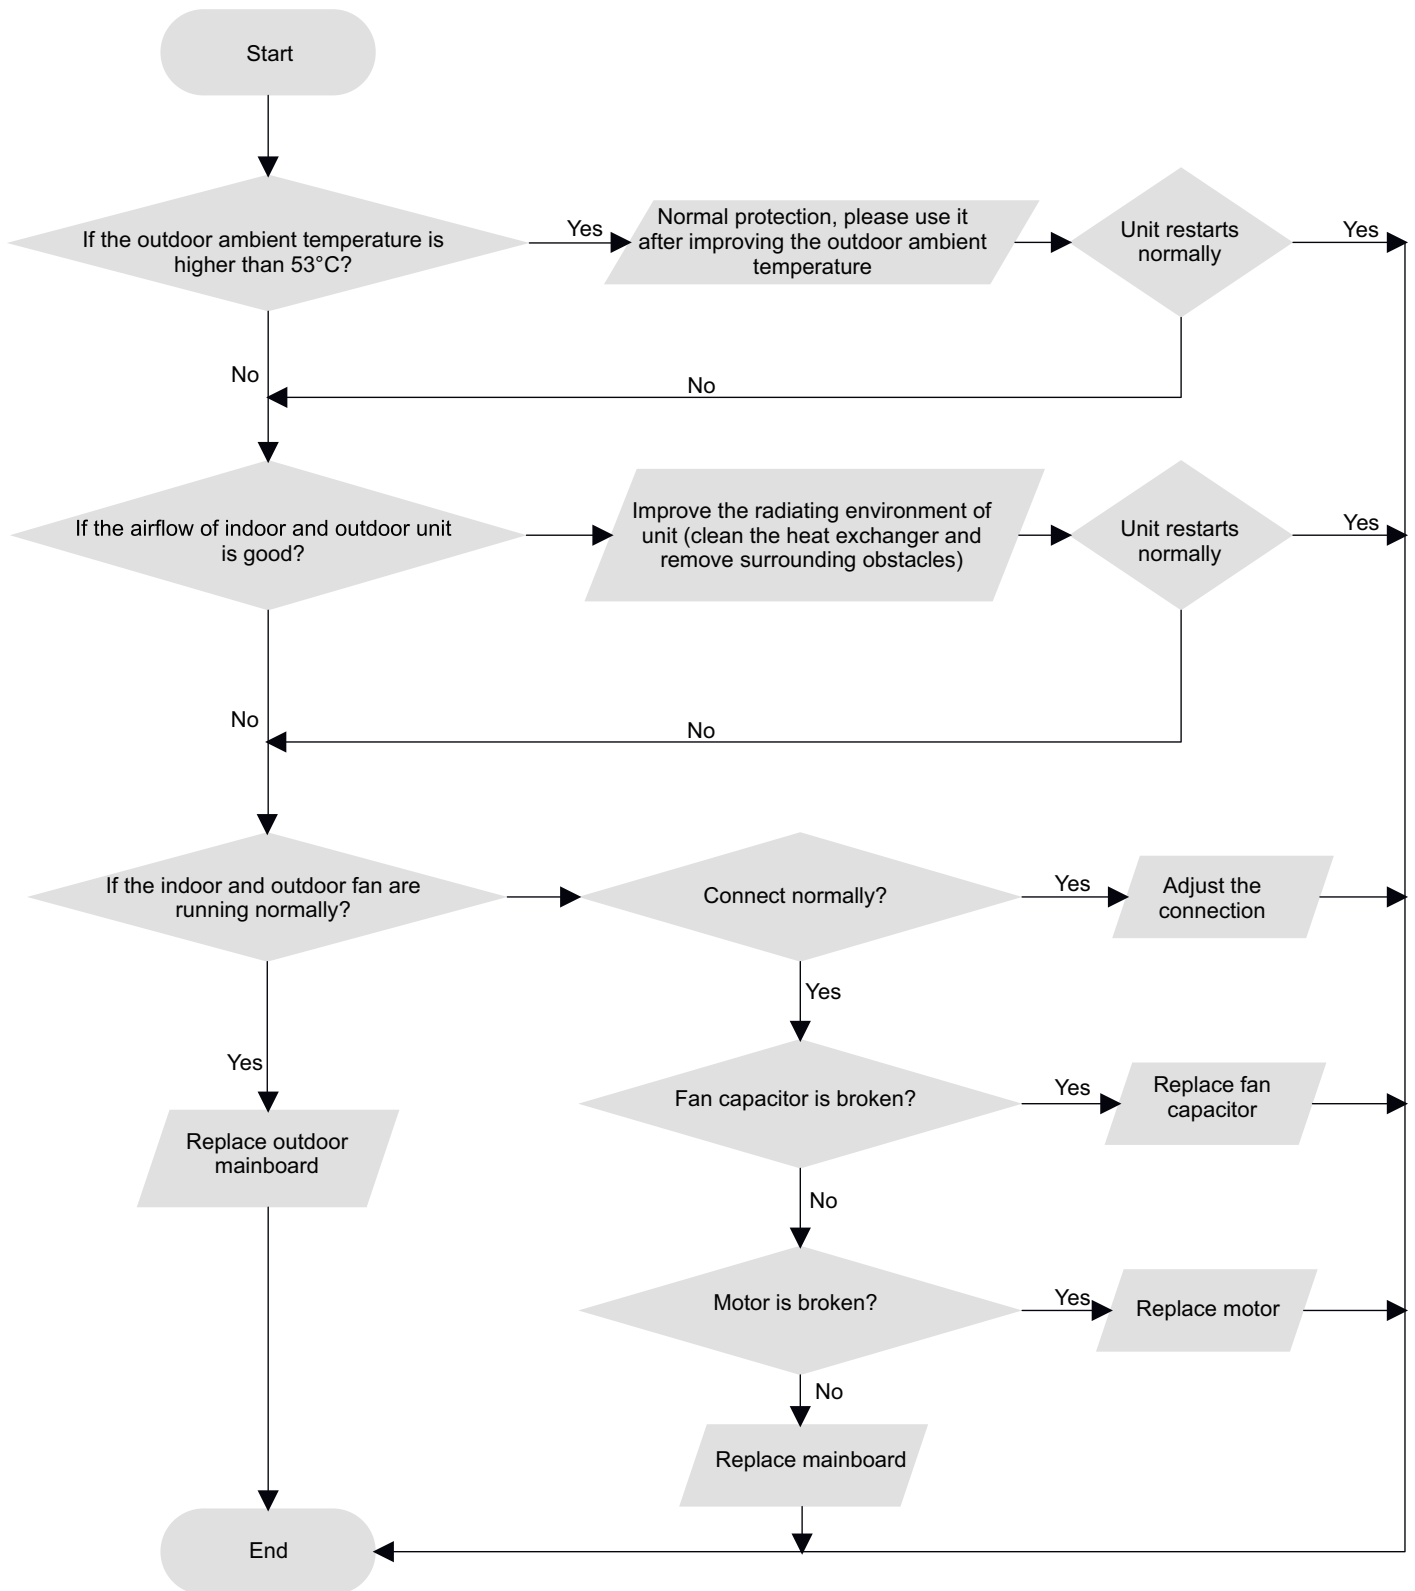 Start
If the outdoor ambient temperature is
higher than 53°C?
Yes
Normal protection, please use it
after improving the outdoor ambient
temperature
Unit restarts
normally
Yes
No
No
If the airflow of indoor and outdoor unit
is good?
Improve the radiating environment of
unit (clean the heat exchanger and
remove surrounding obstacles)
Unit restarts
normally
Yes
No
No
If the indoor and outdoor fan are
running normally?
Connect normally?
Yes
Adjust the
connection
Yes
Yes
Fan capacitor is broken?
Yes
Replace fan
capacitor
Replace outdoor
mainboard
No
Motor is broken?
Yes
Replace motor
No
Replace mainboard
End